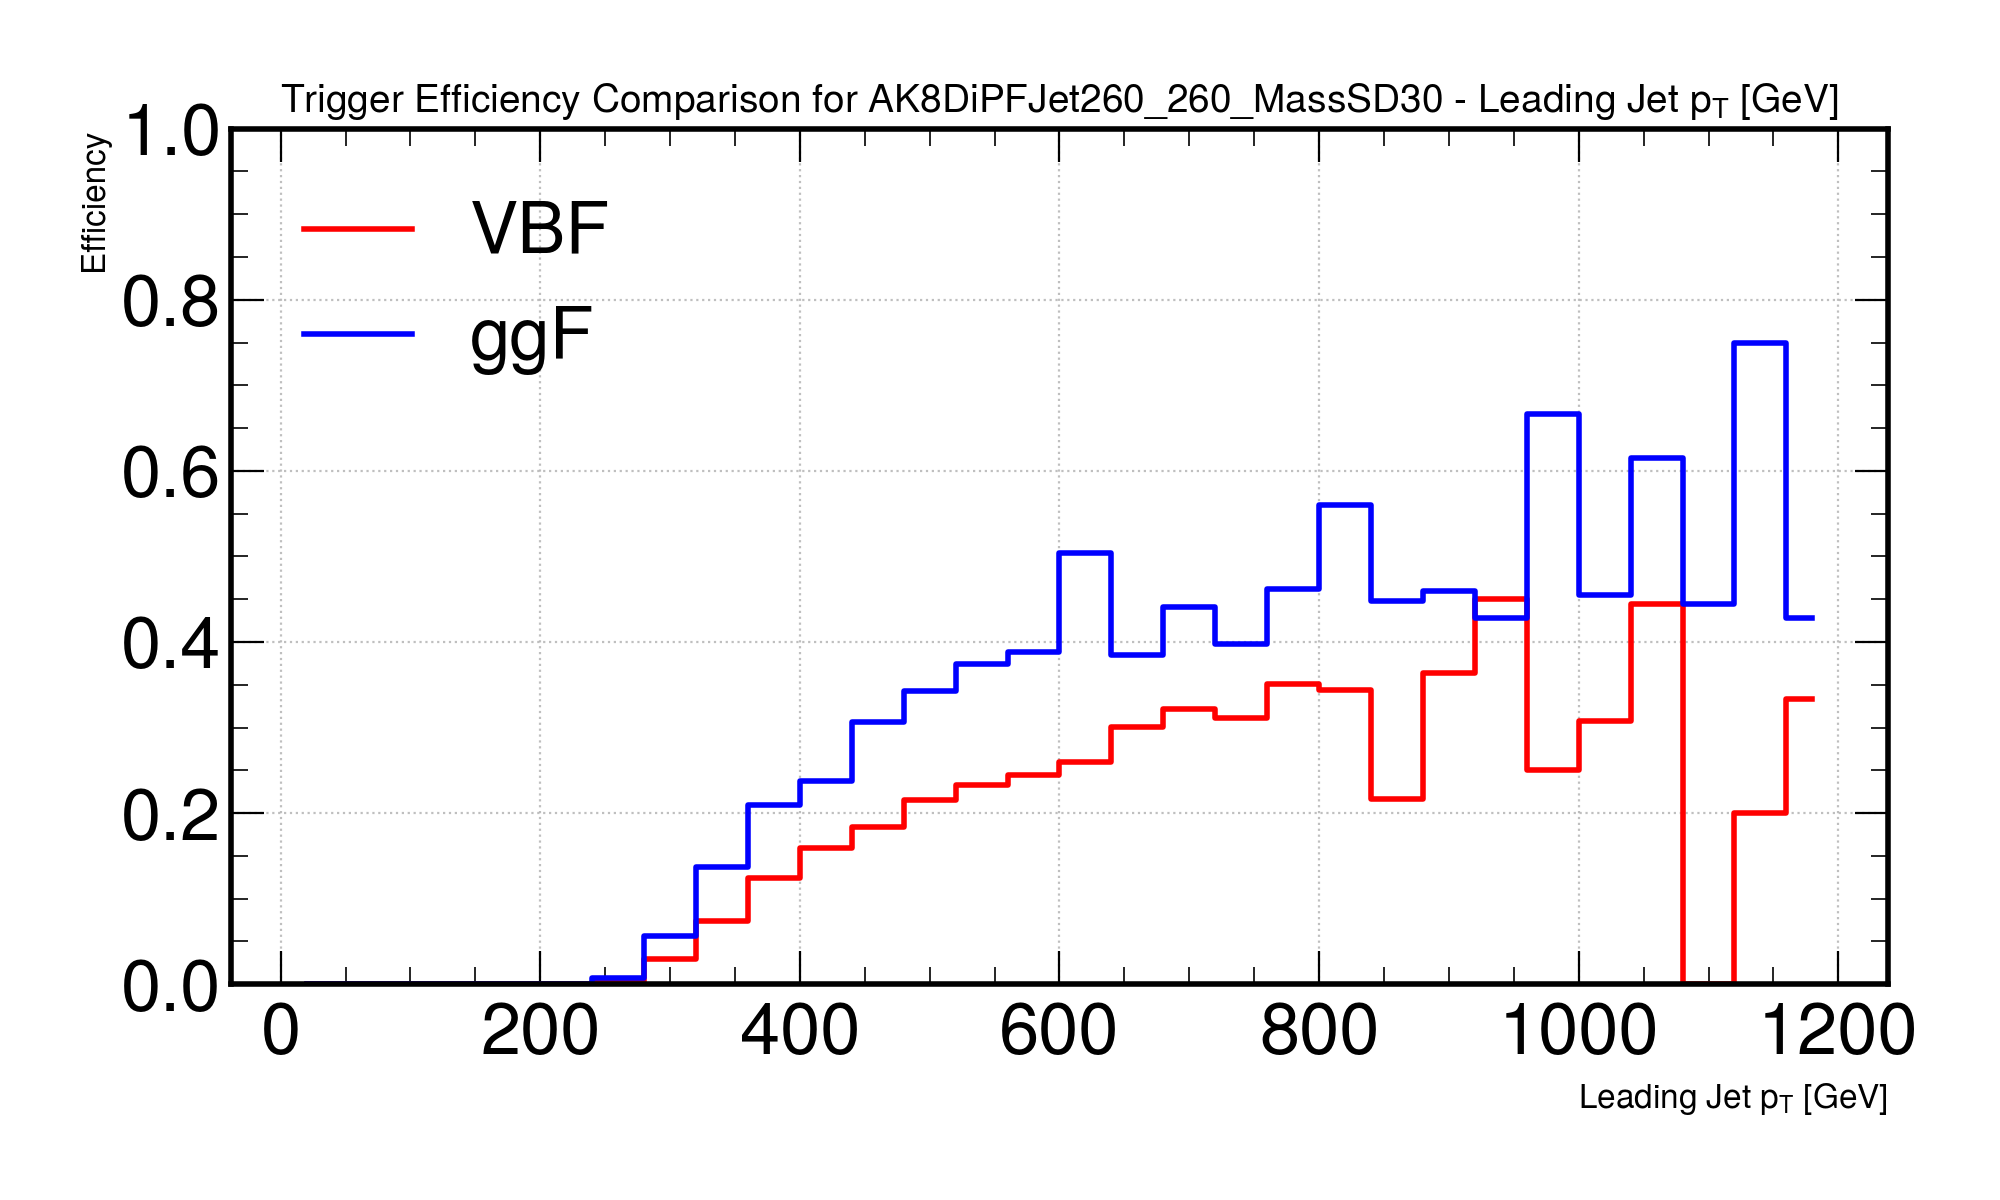 Trigger Efficiency Comparison for AK8DiPFJet260_260_MassSD30 - Leading Jet pT [GeV]
Efficiency
1.0
0.8
0.6
0.4
0.2
0.0
VBF
ggF
0 200 400 600 800 1000 1200
Leading Jet pT [GeV]